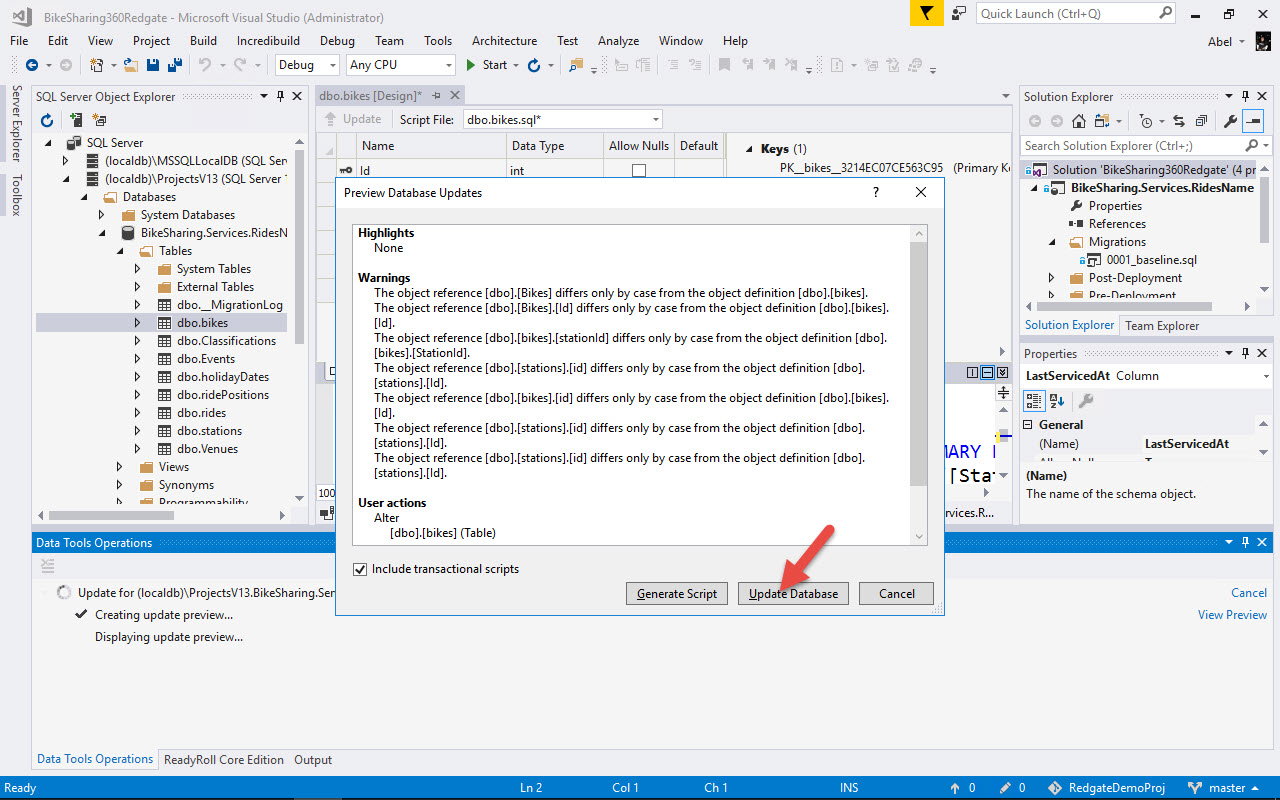 BikeSharing360Redgate - Microsoft Visual Studio (Administrator)
Quick Launch (Ctrl+Q)
File Edit View Project Build Incredibuild Debug Team Tools Architecture Test Analyze Window Help
Abel
Debug Any CPU Start
Server Explorer
Toolbox
SQL Server Object Explorer
SQL Server
(localdb)\MSSQLLocalDB (SQL Serv
(localdb)\ProjectsV13 (SQL Server 1
Databases
System Databases
BikeSharing.Services.RidesN
Tables
System Tables
External Tables
dbo.__MigrationLog
dbo.bikes
dbo.Classifications
dbo.Events
dbo.holidayDates
dbo.ridePositions
dbo.rides
dbo.stations
dbo.Venues
Views
Synonyms
Programmability
dbo.bikes [Design]*
Update Script File: dbo.bikes.sql*
Name Data Type Allow Nulls Default
Id int
Keys (1)
PK__bikes__3214EC07CE563C95 (Primary Ke
Preview Database Updates
?
Highlights
None
Warnings
The object reference [dbo].[Bikes] differs only by case from the object definition [dbo].[bikes].
The object reference [dbo].[Bikes].[Id] differs only by case from the object definition [dbo].[bikes].
[Id].
The object reference [dbo].[bikes].[stationId] differs only by case from the object definition [dbo].
[bikes].[StationId].
The object reference [dbo].[stations].[id] differs only by case from the object definition [dbo].
[stations].[Id].
The object reference [dbo].[bikes].[id] differs only by case from the object definition [dbo].[bikes].
[Id].
The object reference [dbo].[stations].[id] differs only by case from the object definition [dbo].
[stations].[Id].
The object reference [dbo].[stations].[id] differs only by case from the object definition [dbo].
[stations].[Id].
User actions
Alter
[dbo].[bikes] (Table)
Include transactional scripts
Generate Script Update Database Cancel
MARY
[Stat
100
rvices.R...
Solution Explorer
Search Solution Explorer (Ctrl+;)
Solution 'BikeSharing360Redgate' (4 pr
BikeSharing.Services.RidesName
Properties
References
Migrations
0001_baseline.sql
Post-Deployment
Pre-Deployment
Solution Explorer Team Explorer
Properties
LastServicedAt Column
General
(Name) LastServicedAt
(Name)
The name of the schema object.
Data Tools Operations
Update for (localdb)\ProjectsV13.BikeSharing.Ser
Cancel
Creating update preview...
View Preview
Displaying update preview...
Data Tools Operations ReadyRoll Core Edition Output
Ready Ln 2 Col 1 Ch 1 INS 0 0 RedgateDemoProj master